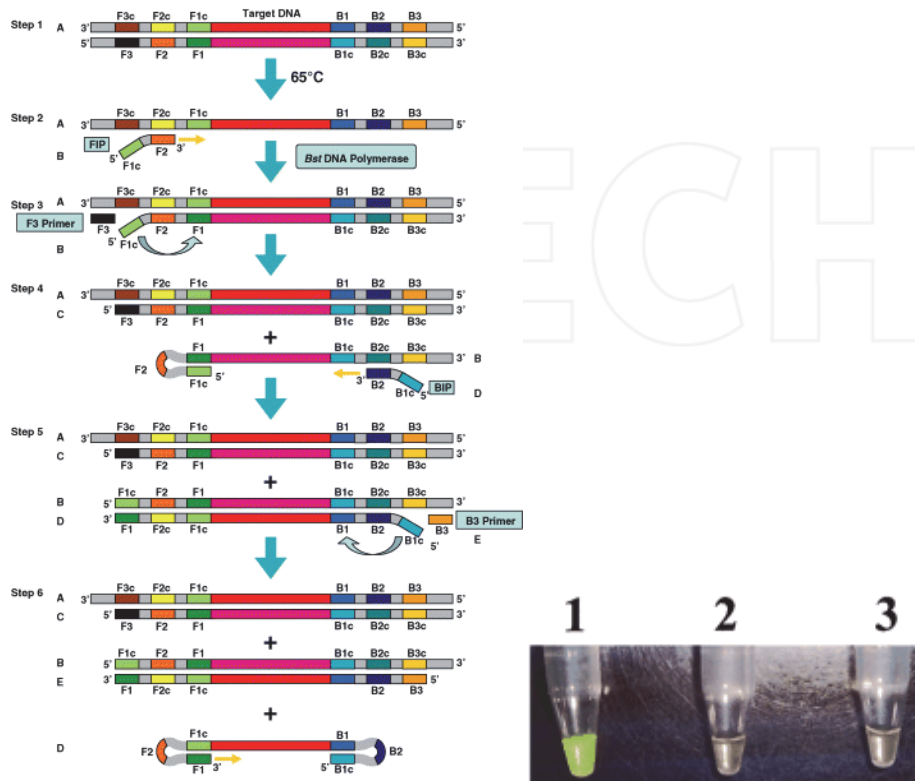 Target DNA
F3c F2c F1c B1 B2 B3
Step 1 A 3' 5'
5' 3'
F3 F2 F1 B1c B2c B3c
65°C
F3c F2c F1c B1 B2 B3
Step 2 A 3' 5'
FIP 5' F1c F2 3'
B
Bst DNA Polymerase
F3c F2c F1c B1 B2 B3
Step 3 A 3' 5'
F3 Primer 3'
F3 5' F1c F2 F1 B1c B2c B3c
B
F3c F2c F1c B1 B2 B3
Step 4 A 3' 5'
C 5' 3'
F3 F2 F1 B1c B2c B3c
+
F1 B1c B2c B3c
3' B
F2 F1c 5' 3' B2 B1c 5' BIP D
F3c F2c F1c B1 B2 B3
Step 5 A 3' 5'
C 5' 3'
F3 F2 F1 B1c B2c B3c
+
F1c F2 F1 B1c B2c B3c
B 5' 3'
D 3' B3 Primer
F1 F2c F1c B1 B2 B1c 5' B3
E
F3c F2c F1c B1 B2 B3
Step 6 A 3' 5'
C 5' 3'
F3 F2 F1 B1c B2c B3c
+
F1c F2 F1 B1c B2c B3c
B 5' 3'
E 3' 5'
F1 F2c F1c B2 B3
+
F1c B1
D F2 3' 5' B2
F1 B1c
ECH
1 2 3